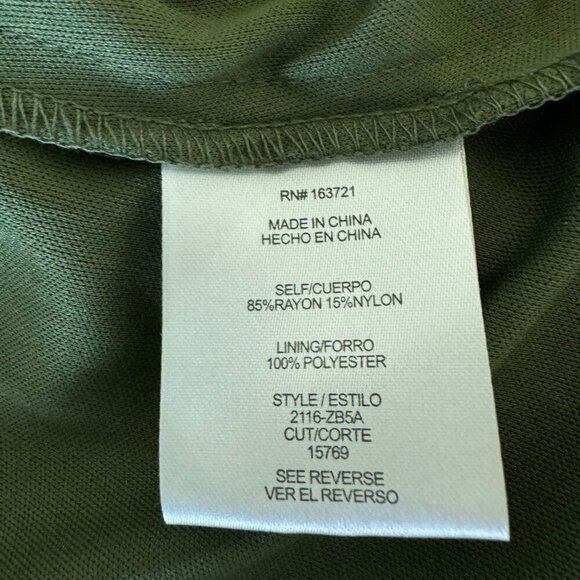 RN# 163721
MADE IN CHINA
HECHO EN CHINA
SELF/CUERPO
85%RAYON 15%NYLON
LINING/FORRO
100% POLYESTER
STYLE / ESTILO
2116-ZB5A
CUT/CORTE
15769
SEE REVERSE
VER EL REVERSO